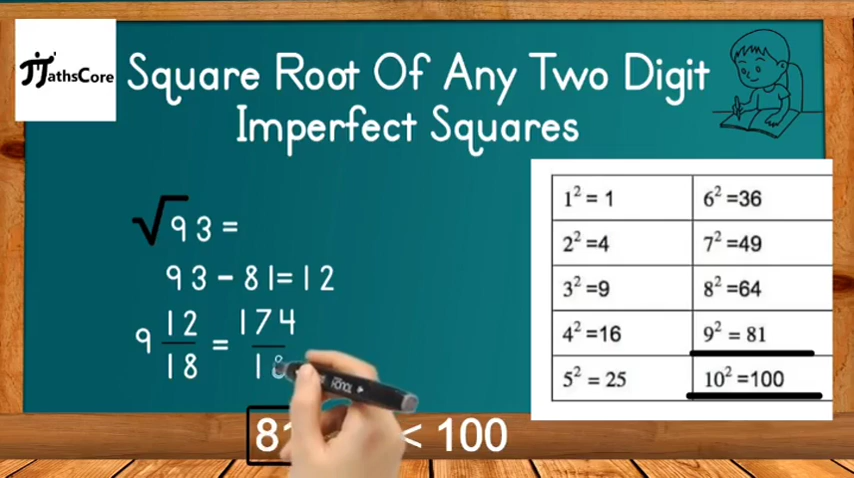 MathsCore
Square Root Of Any Two Digit
Imperfect Squares
√93 =
93 - 81 = 12
9 12/18 = 174/18
1² = 1 6² =36
2² =4 7² =49
3² =9 8² =64
4² =16 9² = 81
5² = 25 10² =100
81 < 100